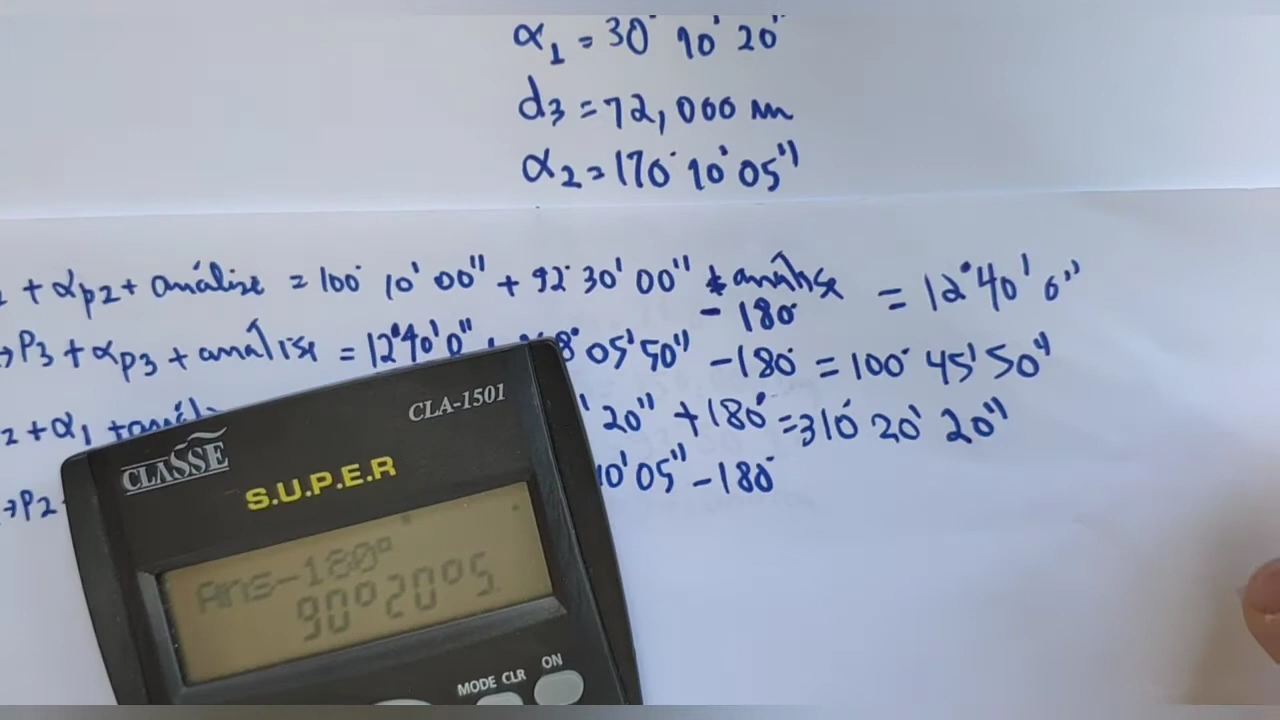 α1 = 30° 10' 20"
d3 = 72,000 m
α2 = 170° 10' 05"
+ αp2 + análise = 100° 10' 00" + 92° 30' 00" + análise = 12° 40' 0"
- 180°
→P3 + αp3 + análise = 12° 40' 0" 8° 05' 50" - 180° = 100° 45' 50"
2 + α1 + ' 20" + 180° = 310° 20' 20"
→P2 10' 05" - 180°
CLA-1501
CLASSE
S.U.P.E.R
Ans-180°
90°20°5
MODE CLR ON